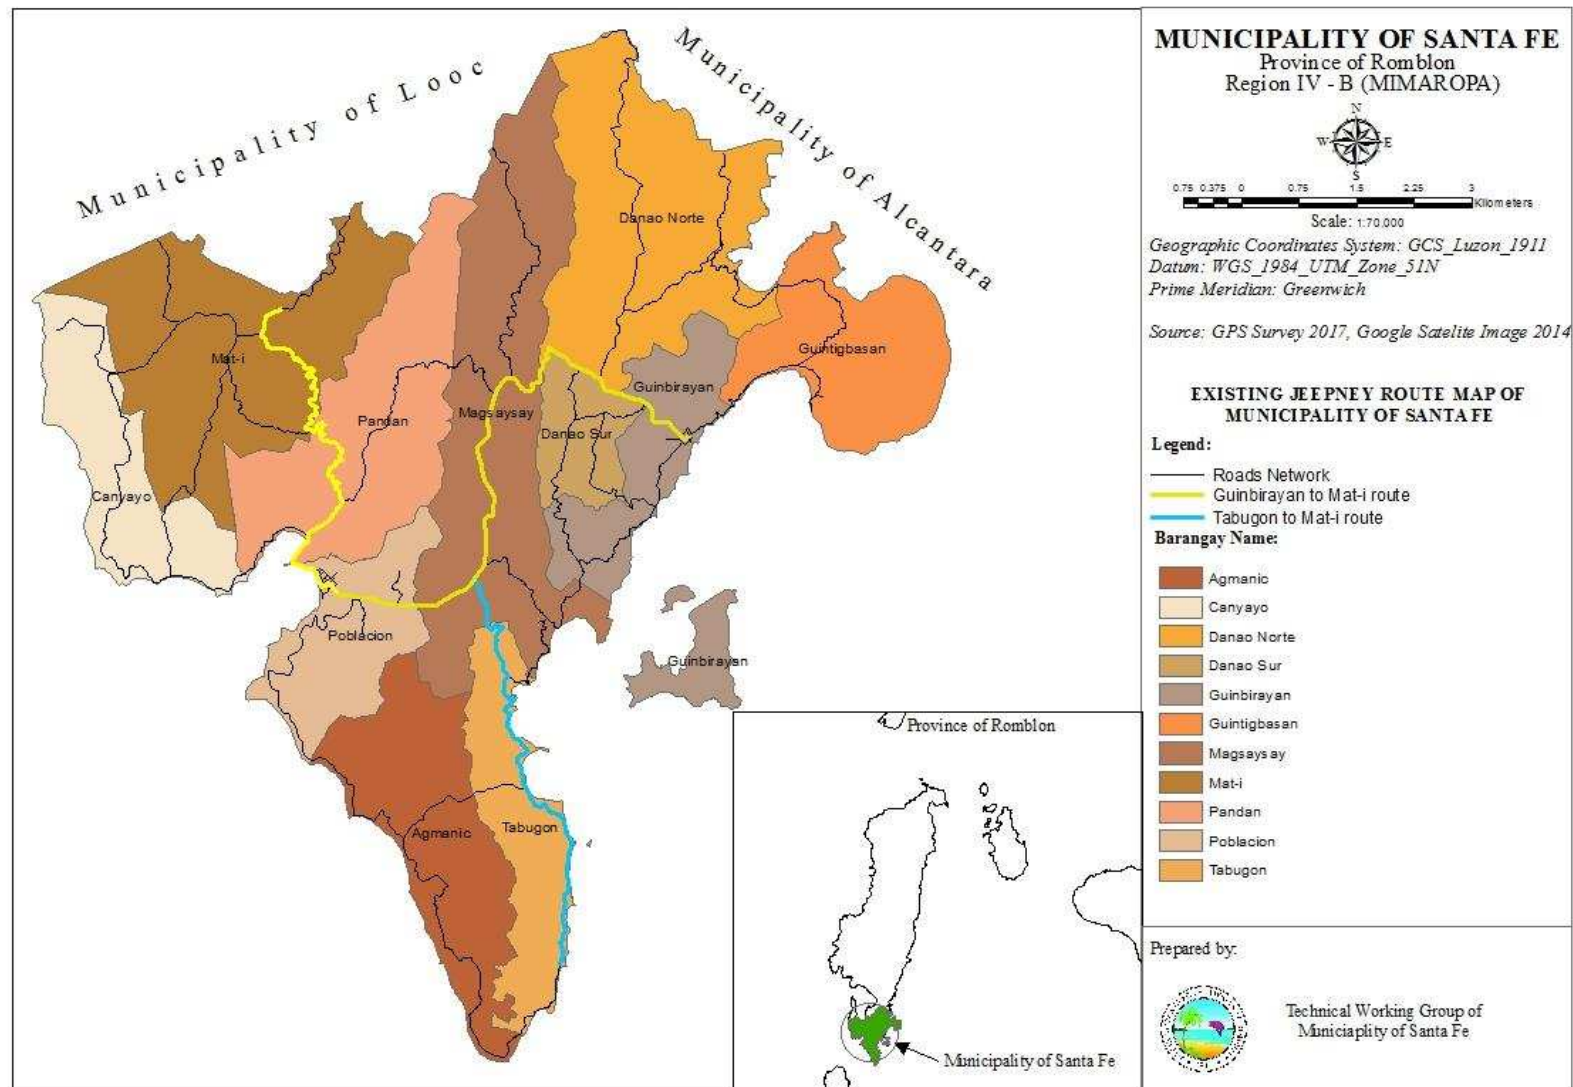 Municipality of Looc
Municipality of Alcantara
Danao Norte
Guintigbasan
Mat-i
Guinbirayan
Pandan
Magsaysay
Danao Sur
Canyayo
Poblacion
Guinbirayan
Agmanic
Tabugon
Province of Romblon
Municipality of Santa Fe
MUNICIPALITY OF SANTA FE
Province of Romblon
Region IV - B (MIMAROPA)
N
W E
S
0.75 0.375 0 0.75 1.5 2.25 3
Kilometers
Scale: 1:70,000
Geographic Coordinates System: GCS_Luzon_1911
Datum: WGS_1984_UTM_Zone_51N
Prime Meridian: Greenwich
Source: GPS Survey 2017, Google Satelite Image 2014
EXISTING JEEPNEY ROUTE MAP OF
MUNICIPALITY OF SANTA FE
Legend:
Roads Network
Guinbirayan to Mat-i route
Tabugon to Mat-i route
Barangay Name:
Agmanic
Canyayo
Danao Norte
Danao Sur
Guinbirayan
Guintigbasan
Magsaysay
Mat-i
Pandan
Poblacion
Tabugon
Prepared by:
Technical Working Group of
Municiaplity of Santa Fe